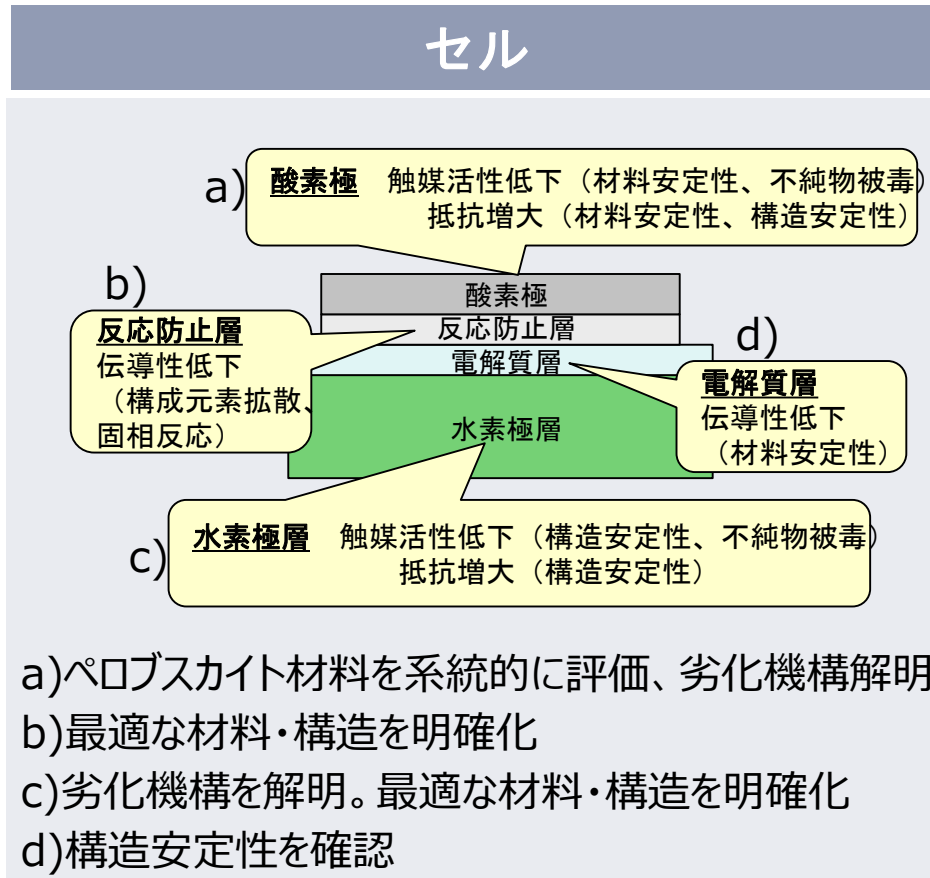 セル
a)
酸素極 触媒活性低下（材料安定性、不純物被毒）
抵抗増大（材料安定性、構造安定性）
b)
反応防止層
伝導性低下
（構成元素拡散、
固相反応）
酸素極
反応防止層
電解質層
水素極層
d)
電解質層
伝導性低下
（材料安定性）
c)
水素極層 触媒活性低下（構造安定性、不純物被毒）
抵抗増大（構造安定性）
a)ペロブスカイト材料を系統的に評価、劣化機構解明
b)最適な材料・構造を明確化
c)劣化機構を解明。最適な材料・構造を明確化
d)構造安定性を確認